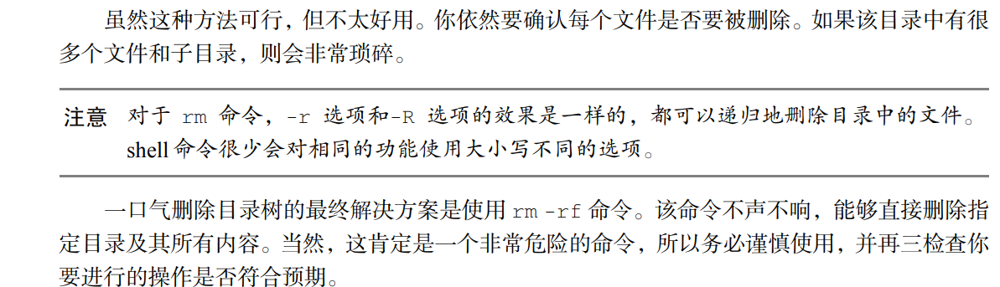 虽然这种方法可行，但不太好用。你依然要确认每个文件是否要被删除。如果该目录中有很
多个文件和子目录，则会非常琐碎。
注意 对于 rm 命令，-r 选项和-R 选项的效果是一样的，都可以递归地删除目录中的文件。
shell 命令很少会对相同的功能使用大小写不同的选项。
一口气删除目录树的最终解决方案是使用 rm -rf 命令。该命令不声不响，能够直接删除指
定目录及其所有内容。当然，这肯定是一个非常危险的命令，所以务必谨慎使用，并再三检查你
要进行的操作是否符合预期。